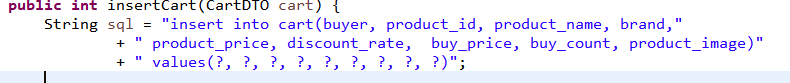 public int insertCart(CartDTO cart) {
String sql = "insert into cart(buyer, product_id, product_name, brand,"
+ " product_price, discount_rate,  buy_price, buy_count, product_image)"
+ " values(?, ?, ?, ?, ?, ?, ?, ?, ?)";